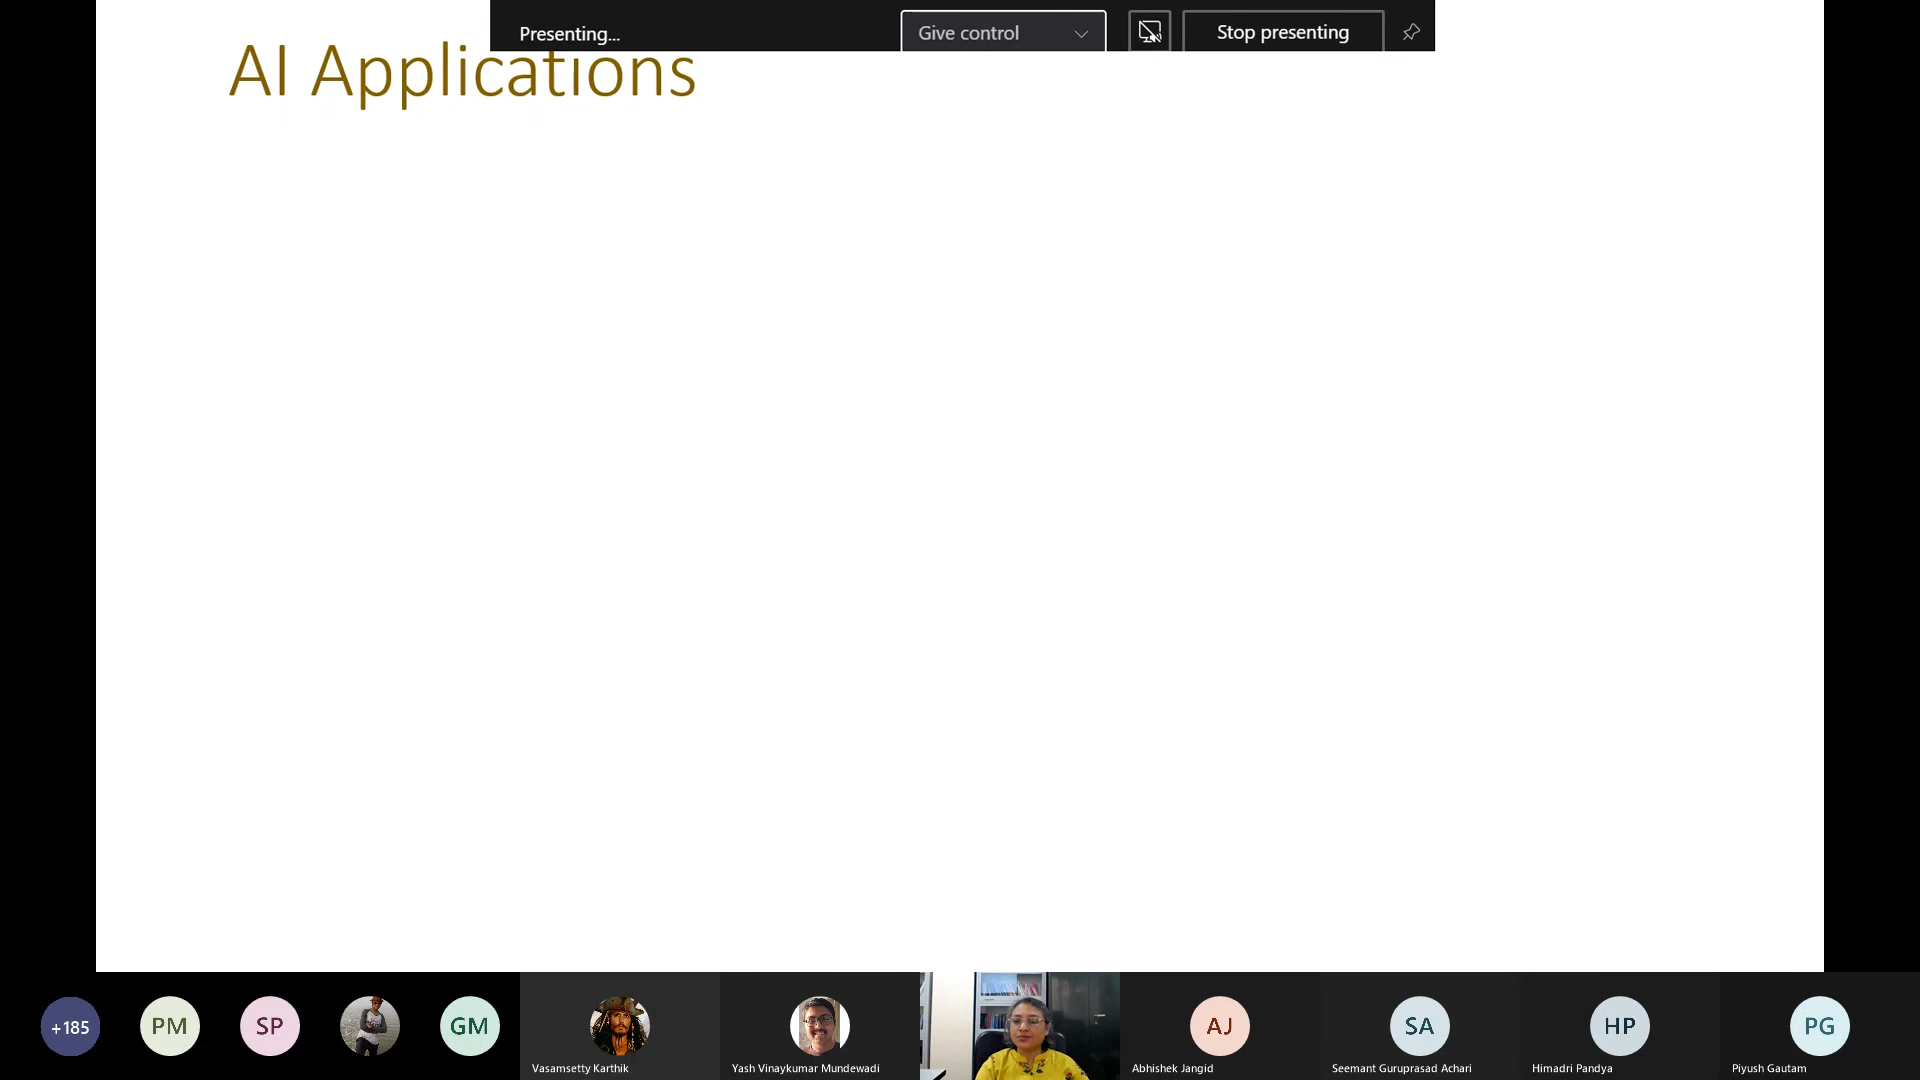 Presenting...
Give control
Stop presenting
AI Applications
+185
PM
SP
GM
AJ
SA
HP
PG
Vasamsetty Karthik
Yash Vinaykumar Mundewadi
Abhishek Jangid
Seemant Guruprasad Achari
Himadri Pandya
Piyush Gautam